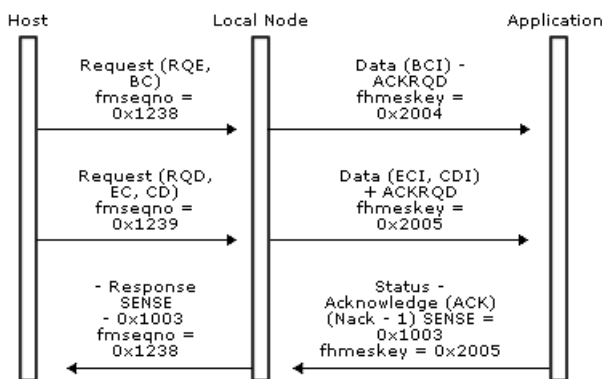 Host
Local Node
Application
Request (RQE,
BC)
fmseqno =
0x1238
Data (BCI) -
ACKRQD
fhmeskey =
0x2004
Request (RQD,
EC, CD)
fmseqno =
0x1239
Data (ECI, CDI)
+ ACKRQD
fhmeskey =
0x2005
- Response
SENSE
- 0x1003
fmseqno =
0x1238
Status -
Acknowledge (ACK)
(Nack - 1) SENSE =
0x1003
fhmeskey = 0x2005